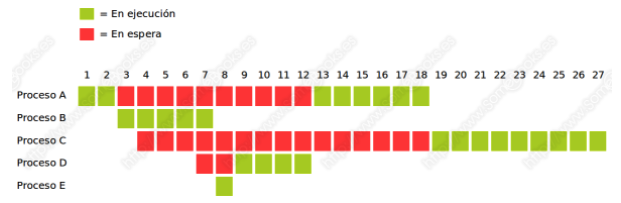 = En ejecución
= En espera
1 2 3 4 5 6 7 8 9 10 11 12 13 14 15 16 17 18 19 20 21 22 23 24 25 26 27
Proceso A
Proceso B
Proceso C
Proceso D
Proceso E